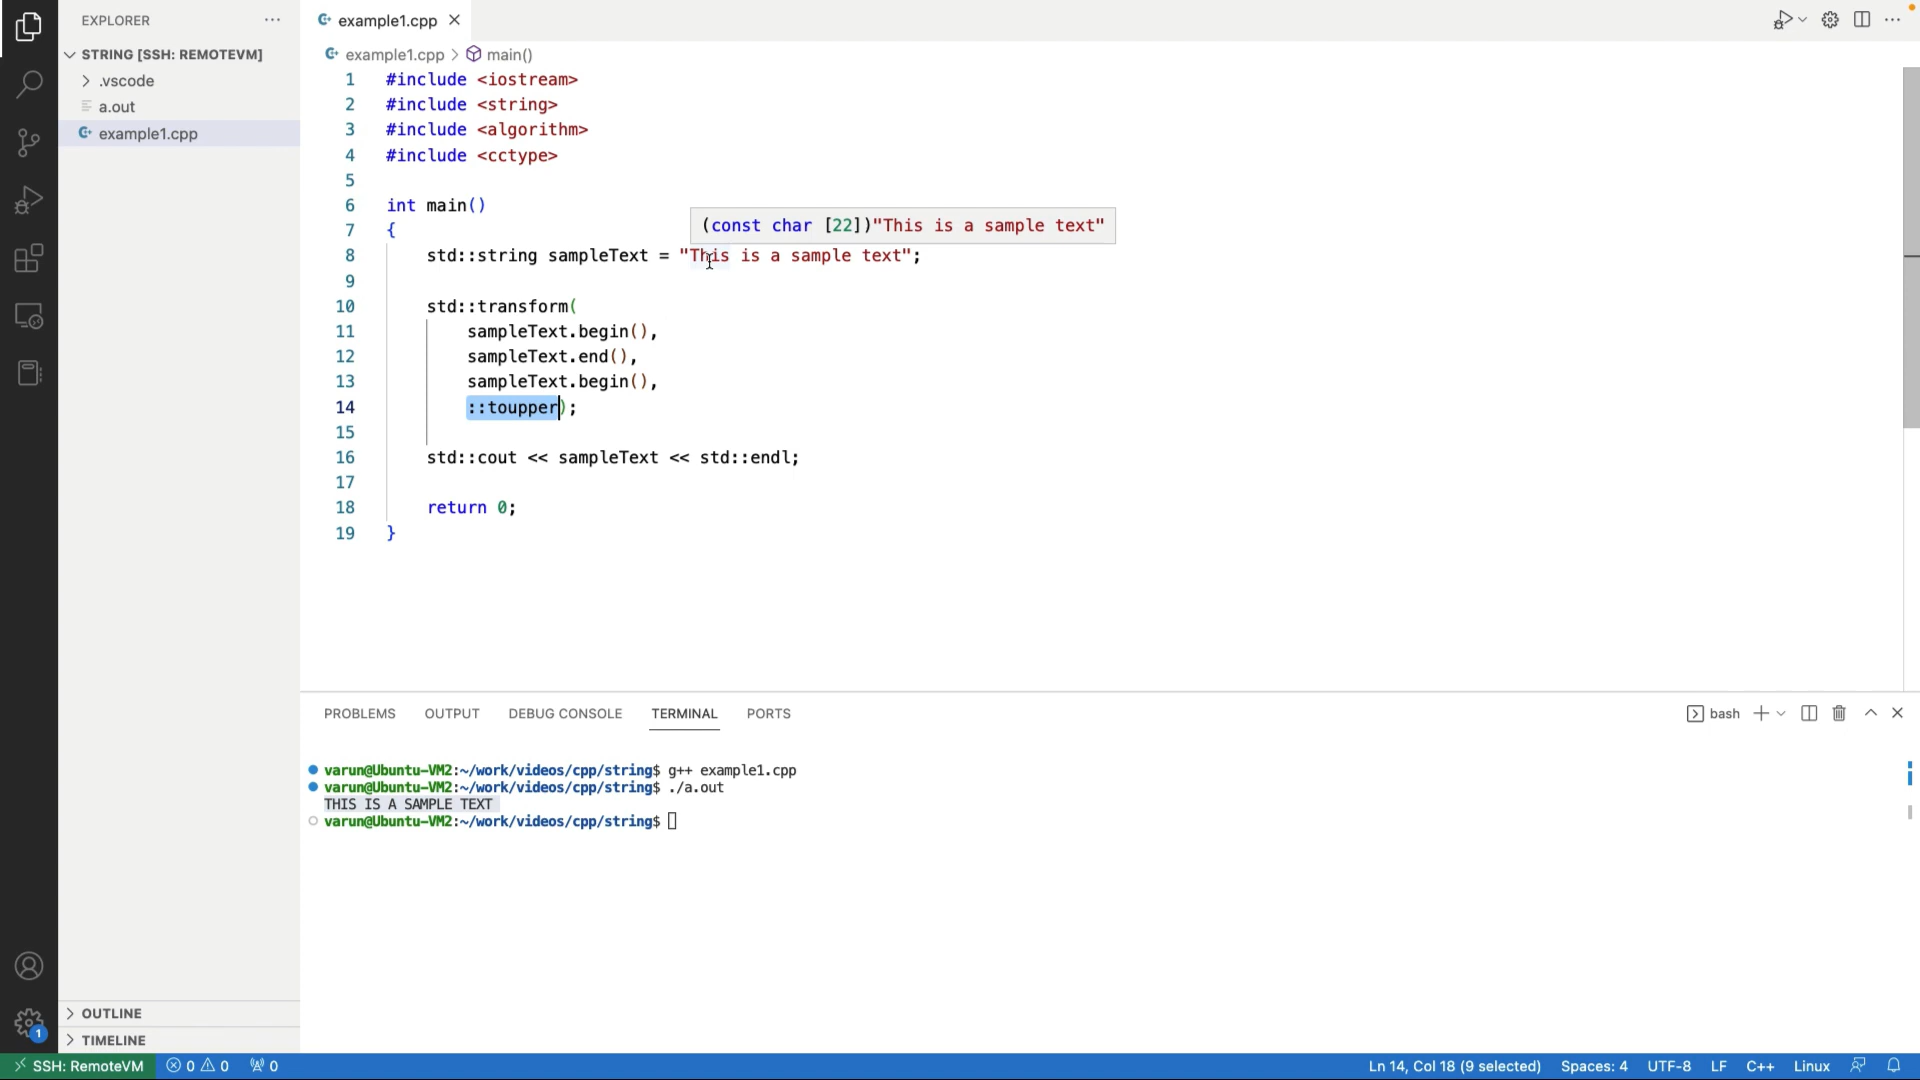 EXPLORER
STRING [SSH: REMOTEVM]
.vscode
a.out
example1.cpp
OUTLINE
TIMELINE
example1.cpp
example1.cpp > main()
1 #include <iostream>
2 #include <string>
3 #include <algorithm>
4 #include <cctype>
5
6 int main()
7 {
(const char [22])"This is a sample text"
8 std::string sampleText = "This is a sample text";
9
10 std::transform(
11 sampleText.begin(),
12 sampleText.end(),
13 sampleText.begin(),
14 ::toupper);
15
16 std::cout << sampleText << std::endl;
17
18 return 0;
19 }
PROBLEMS OUTPUT DEBUG CONSOLE TERMINAL PORTS bash
varun@Ubuntu-VM2:~/work/videos/cpp/string$ g++ example1.cpp
varun@Ubuntu-VM2:~/work/videos/cpp/string$ ./a.out
THIS IS A SAMPLE TEXT
varun@Ubuntu-VM2:~/work/videos/cpp/string$
1
SSH: RemoteVM 0 0 0 Ln 14, Col 18 (9 selected) Spaces: 4 UTF-8 LF C++ Linux